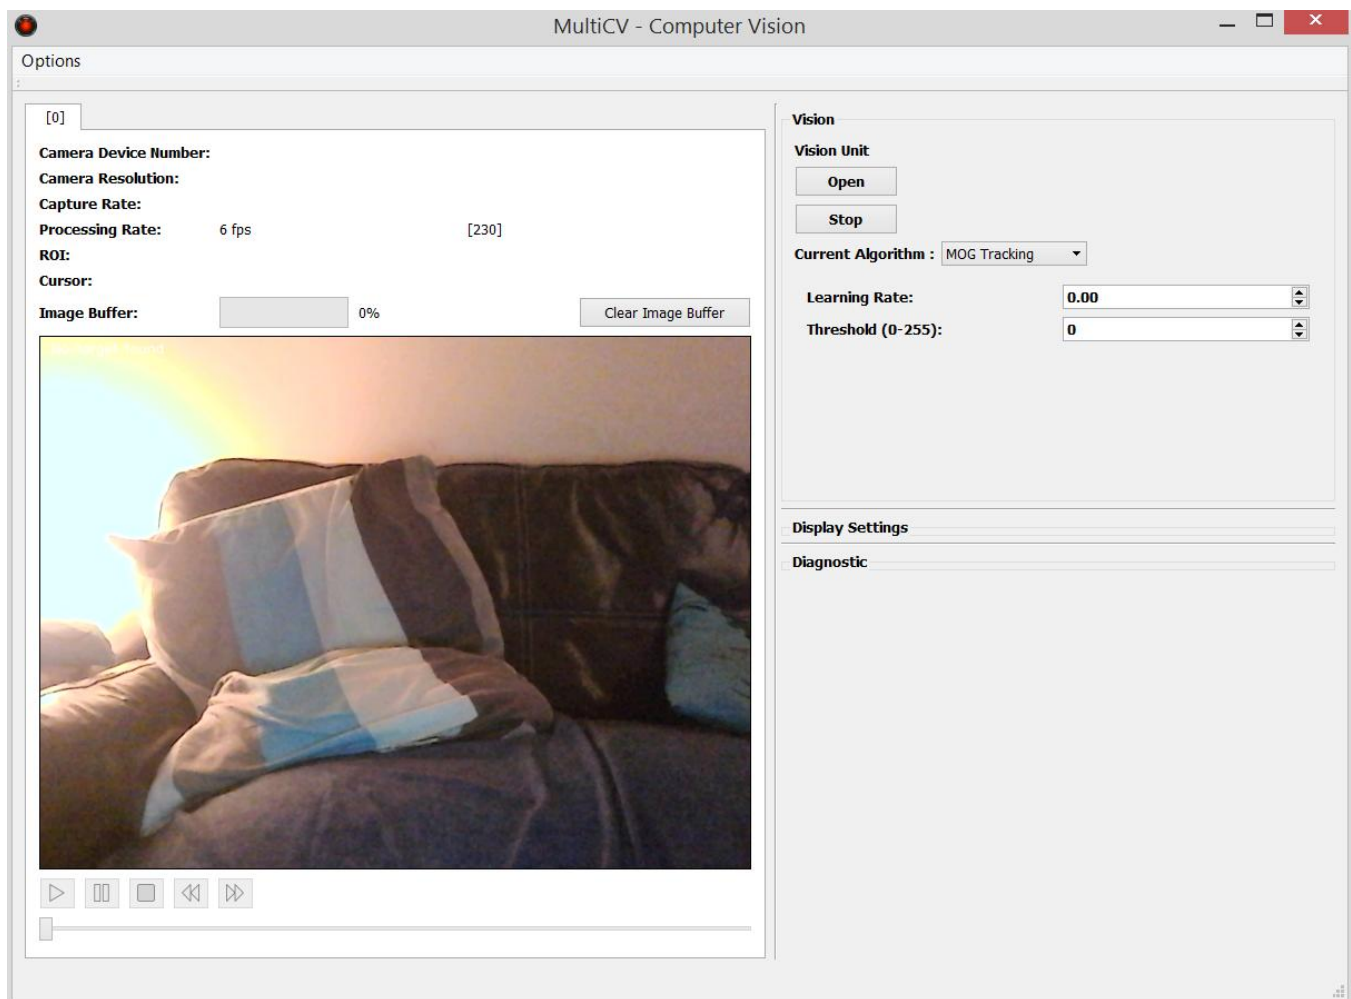 MultiCV - Computer Vision
Options
[0]
Camera Device Number:
Camera Resolution:
Capture Rate:
Processing Rate: 6 fps [230]
ROI:
Cursor:
Image Buffer: 0% Clear Image Buffer
Vision
Vision Unit
Open
Stop
Current Algorithm : MOG Tracking
Learning Rate: 0.00
Threshold (0-255): 0
Display Settings
Diagnostic